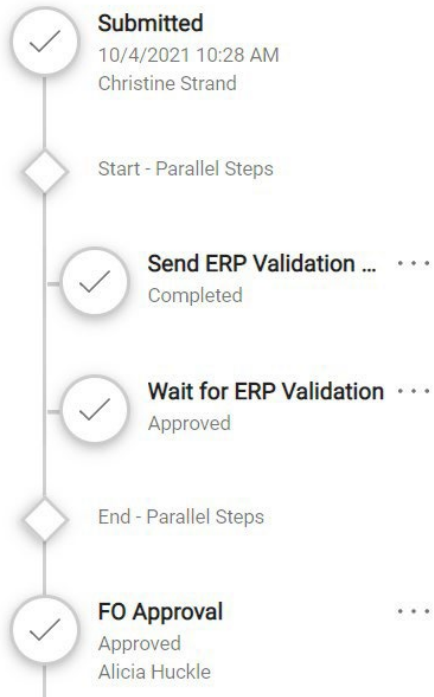 Submitted
10/4/2021 10:28 AM
Christine Strand
Start - Parallel Steps
Send ERP Validation ...
Completed
Wait for ERP Validation
Approved
End - Parallel Steps
FO Approval
Approved
Alicia Huckle